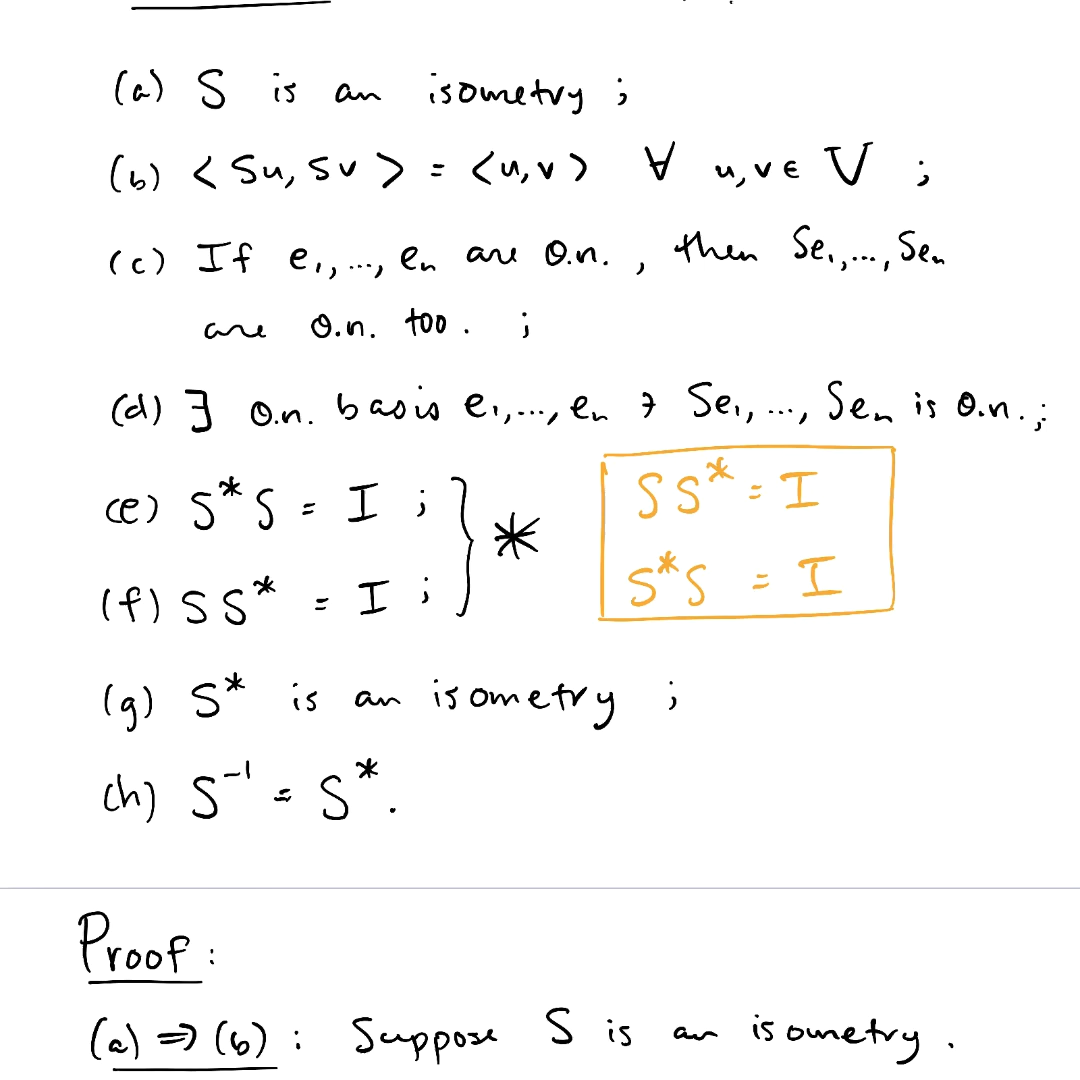 (a) S is an isometry ;
(b) < Su, Sv > = <u, v> ∀ u, v ∈ V ;
(c) If e₁, ..., eₙ are o.n. , then Se₁, ..., Seₙ
are o.n. too . ;
(d) ∃ o.n. basis e₁, ..., eₙ ∋ Se₁, ..., Seₙ is o.n. ;
(e) S*S = I ; } * SS* = I
(f) SS* = I ; S*S = I
(g) S* is an isometry ;
(h) S⁻¹ = S* .
Proof :
(a) ⇒ (b) : Suppose S is an isometry .